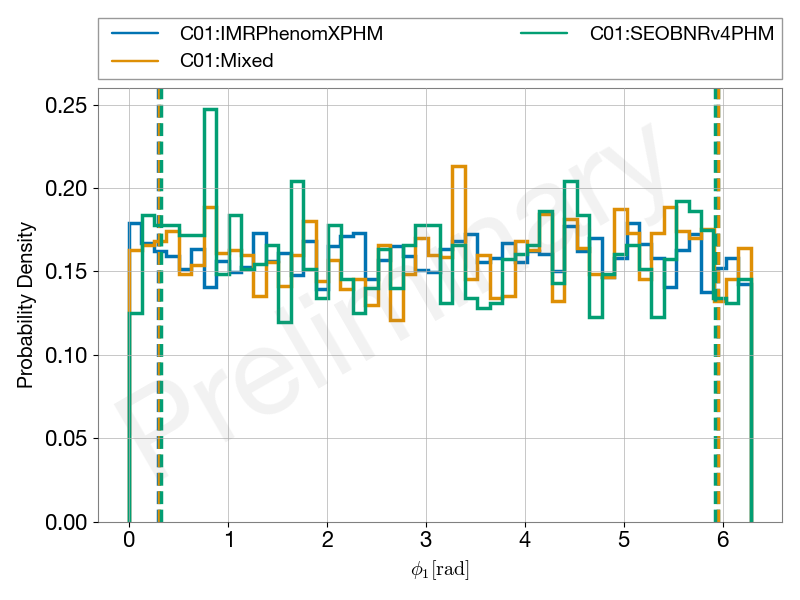 C01:IMRPhenomXPHM
C01:Mixed
C01:SEOBNRv4PHM
0.25
0.20
0.15
0.10
0.05
0.00
Probability Density
Preliminary
0 1 2 3 4 5 6
ϕ₁[rad]